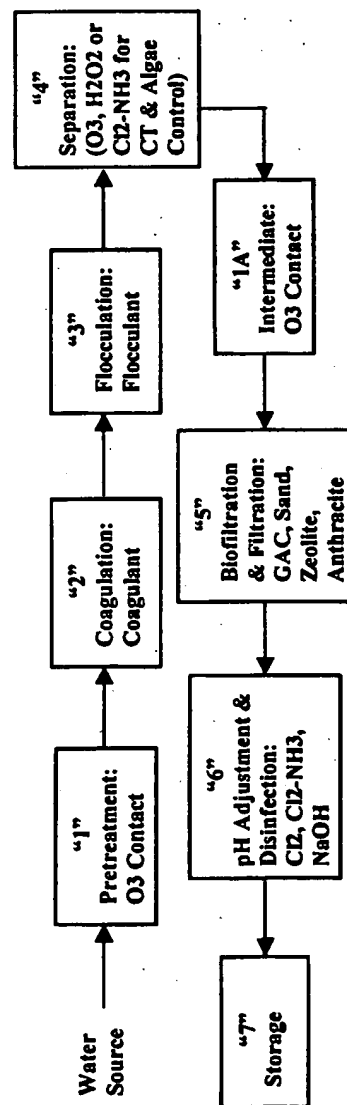 Water
Source
"1"
Pretreatment:
O3 Contact
"2"
Coagulation:
Coagulant
"3"
Flocculation:
Flocculant
"4"
Separation:
(O3, H2O2 or
Cl2-NH3 for
CT & Algae
Control)
"1A"
Intermediate:
O3 Contact
"5"
Biofiltration
& Filtration:
GAC, Sand,
Zeolite,
Anthracite
"6"
pH Adjustment &
Disinfection:
Cl2, Cl2-NH3,
NaOH
"7"
Storage